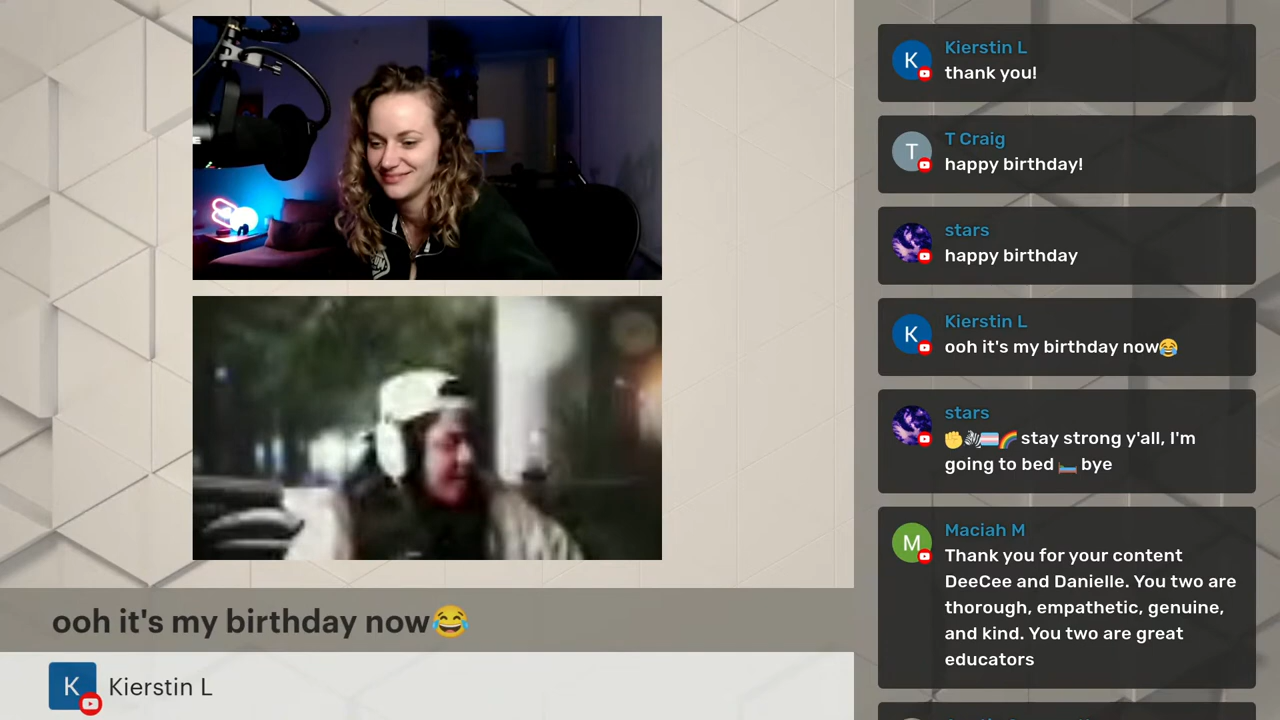 Kierstin L
thank you!
T Craig
happy birthday!
stars
happy birthday
Kierstin L
ooh it's my birthday now😂
stars
✊👋🏳️‍⚧️🌈 stay strong y'all, I'm
going to bed 🛏️ bye
Maciah M
Thank you for your content
DeeCee and Danielle. You two are
thorough, empathetic, genuine,
and kind. You two are great
educators
ooh it's my birthday now😂
K Kierstin L